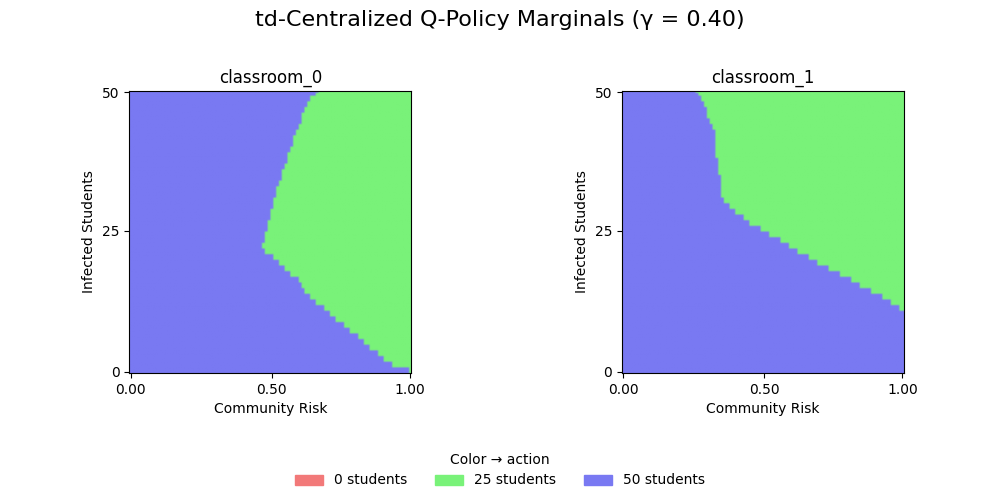 td-Centralized Q-Policy Marginals (γ = 0.40)
classroom_0
classroom_1
50
25
0
Infected Students
0.00 0.50 1.00
Community Risk
50
25
0
Infected Students
0.00 0.50 1.00
Community Risk
Color → action
0 students 25 students 50 students